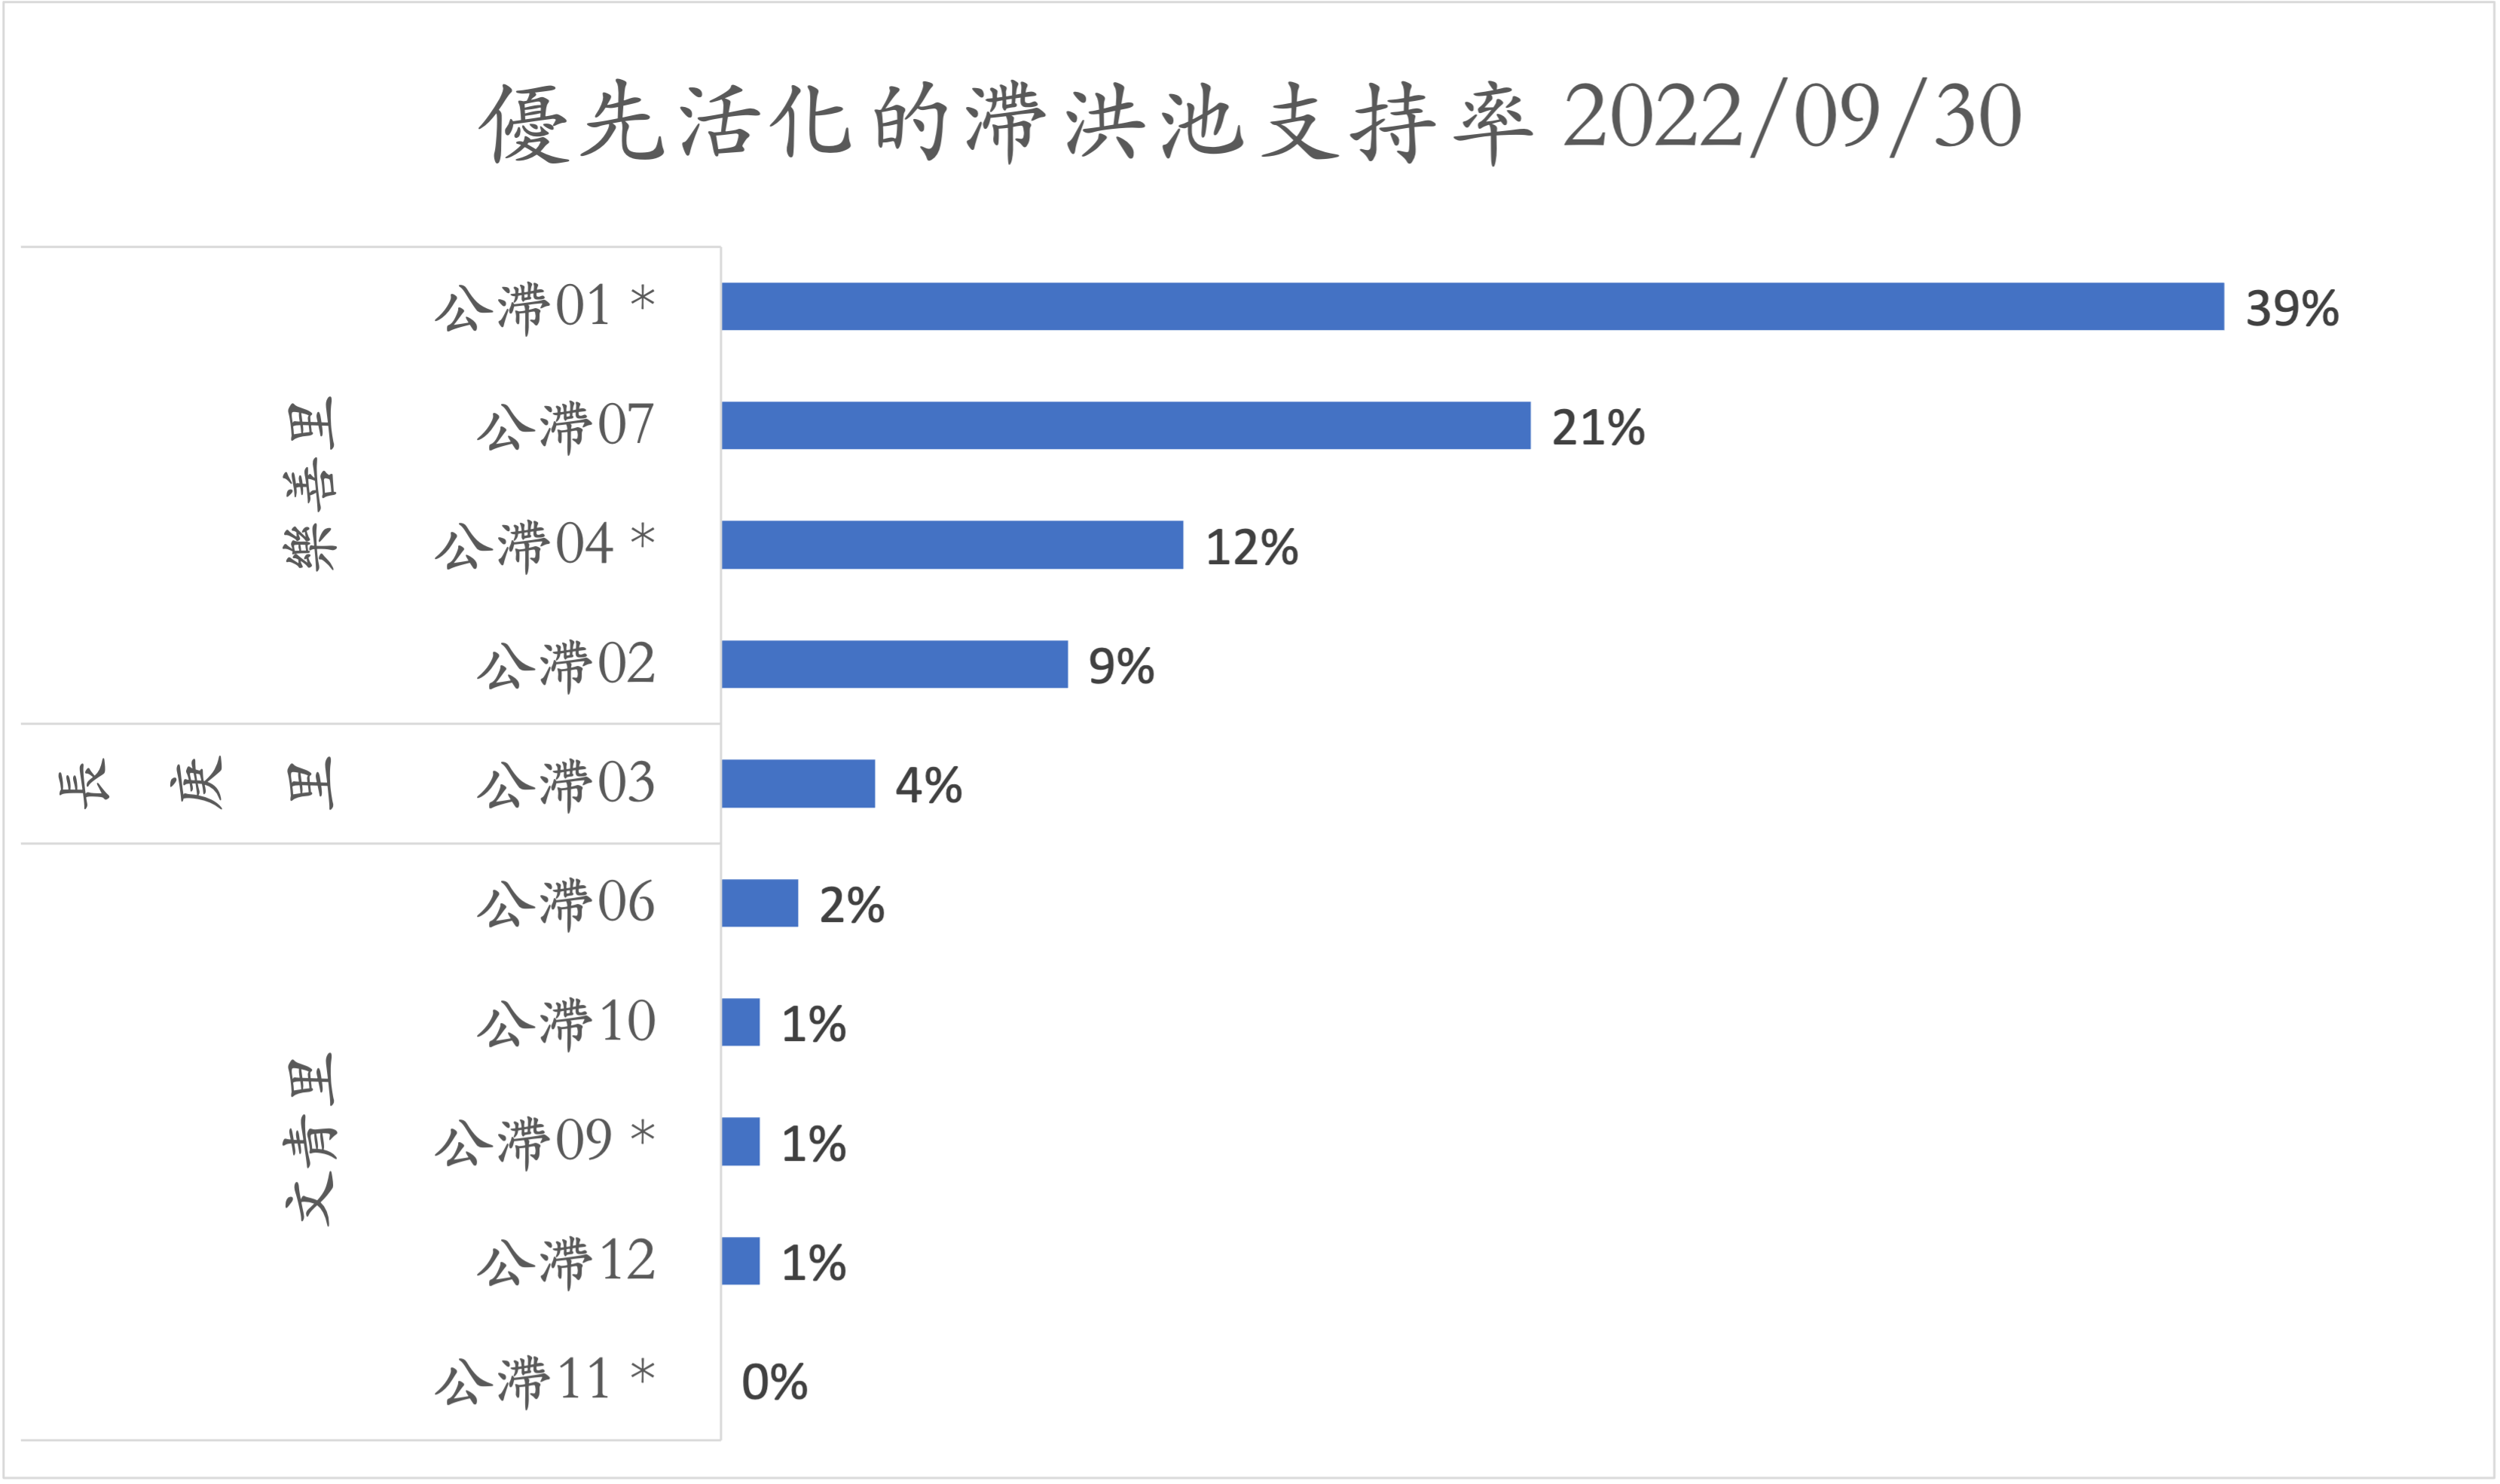 優先活化的滯洪池支持率 2022/09/30
樂善里
公滯01 * 39%
公滯07 21%
公滯04 * 12%
公滯02 9%
長庚里
公滯03 4%
文青里
公滯06 2%
公滯10 1%
公滯09 * 1%
公滯12 1%
公滯11 * 0%